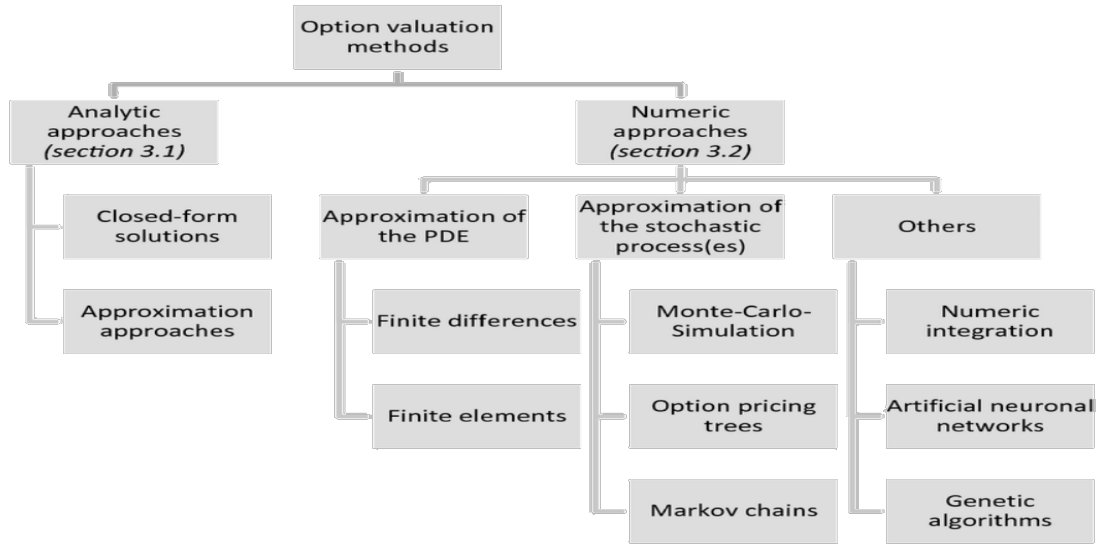 Option valuation
methods
Analytic
approaches
(section 3.1)
Numeric
approaches
(section 3.2)
Closed-form
solutions
Approximation
approaches
Approximation of
the PDE
Approximation of
the stochastic
process(es)
Others
Finite differences
Finite elements
Monte-Carlo-
Simulation
Option pricing
trees
Markov chains
Numeric
integration
Artificial neuronal
networks
Genetic
algorithms